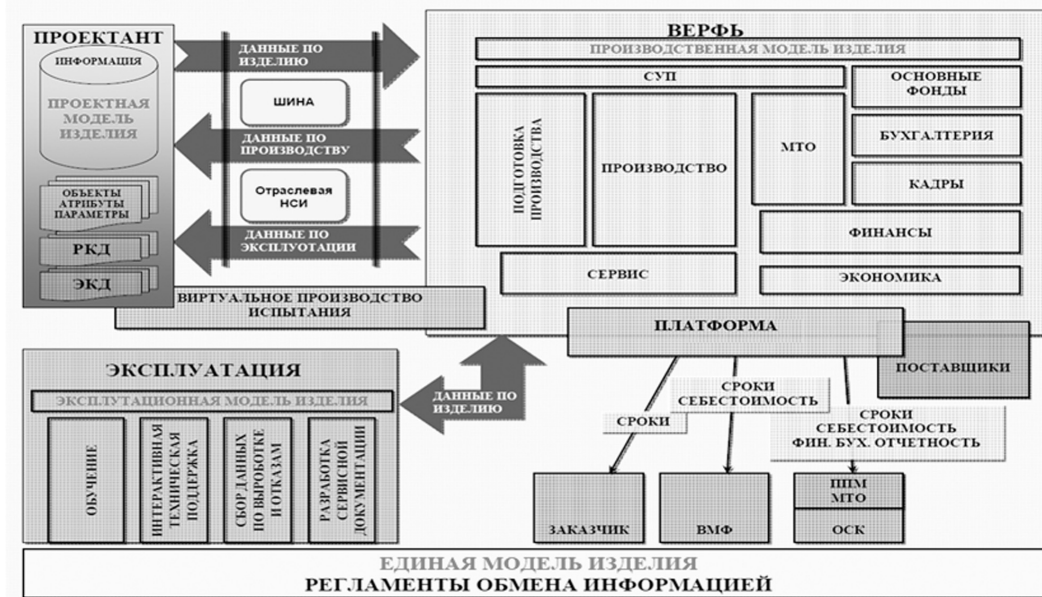 ПРОЕКТАНТ
ИНФОРМАЦИЯ
ПРОЕКТНАЯ
МОДЕЛЬ
ИЗДЕЛИЯ
ОБЪЕКТЫ
АТРИБУТЫ
ПАРАМЕТРЫ
РКД
ЭКД
ДАННЫЕ ПО
ИЗДЕЛИЮ
ШИНА
ДАННЫЕ ПО
ПРОИЗВОДСТВУ
Отраслевая
НСИ
ДАННЫЕ ПО
ЭКСПЛУОТАЦИИ
ВЕРФЬ
ПРОИЗВОДСТВЕННАЯ МОДЕЛЬ ИЗДЕЛИЯ
СУП
ПОДГОТОВКА
ПРОИЗВОДСТВА
ПРОИЗВОДСТВО
МТО
ОСНОВНЫЕ
ФОНДЫ
БУХГАЛТЕРИЯ
КАДРЫ
ФИНАНСЫ
СЕРВИС
ЭКОНОМИКА
ВИРТУАЛЬНОЕ ПРОИЗВОДСТВО
ИСПЫТАНИЯ
ПЛАТФОРМА
ПОСТАВЩИКИ
ЭКСПЛУАТАЦИЯ
ЭКСПЛУТАЦИОННАЯ МОДЕЛЬ ИЗДЕЛИЯ
ОБУЧЕНИЕ
ИНТЕРАКТИВНАЯ
ТЕХНИЧЕСКАЯ
ПОДДЕРЖКА
СБОР ДАННЫХ
ПО ВЫРОБОТКЕ
И ОТКАЗАМ
РАЗРАБОТКА
СЕРВИСНОЙ
ДОКУМЕНТАЦИИ
ДАННЫЕ ПО
ИЗДЕЛИЮ
СРОКИ
СРОКИ
СЕБЕСТОИМОСТЬ
СРОКИ
СЕБЕСТОИМОСТЬ
ФИН. БУХ. ОТЧЕТНОСТЬ
ЗАКАЗЧИК
ВМФ
ППМ
МТО
ОСК
ЕДИНАЯ МОДЕЛЬ ИЗДЕЛИЯ
РЕГЛАМЕНТЫ ОБМЕНА ИНФОРМАЦИЕЙ